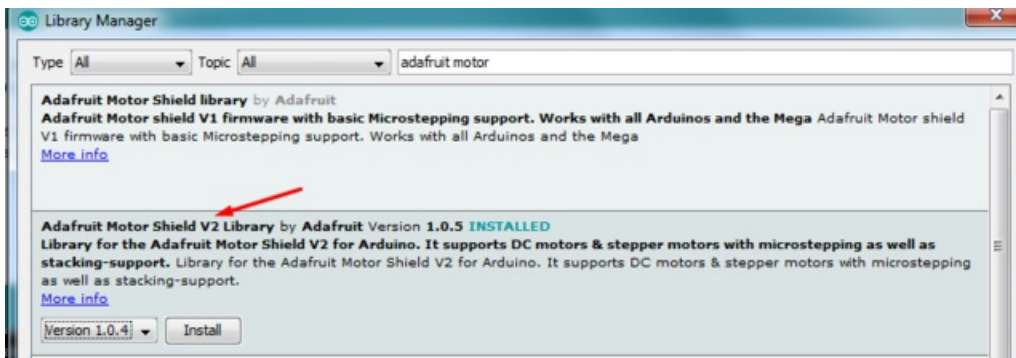 Library Manager
Type All Topic All adafruit motor
Adafruit Motor Shield library by Adafruit
Adafruit Motor shield V1 firmware with basic Microstepping support. Works with all Arduinos and the Mega Adafruit Motor shield
V1 firmware with basic Microstepping support. Works with all Arduinos and the Mega
More info
Adafruit Motor Shield V2 Library by Adafruit Version 1.0.5 INSTALLED
Library for the Adafruit Motor Shield V2 for Arduino. It supports DC motors & stepper motors with microstepping as well as
stacking-support. Library for the Adafruit Motor Shield V2 for Arduino. It supports DC motors & stepper motors with microstepping
as well as stacking-support.
More info
Version 1.0.4 Install